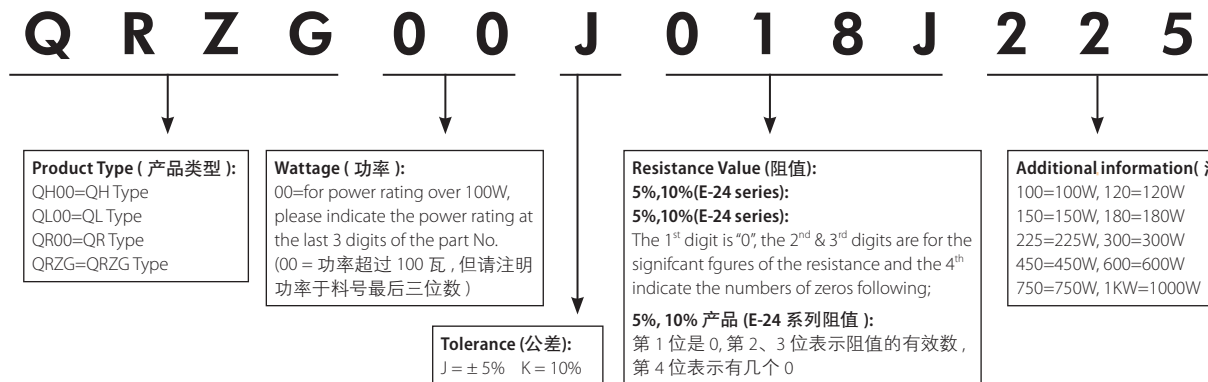 Q R Z G 0 0 J 0 1 8 J 2 2 5
Product Type ( 产品类型 ):
QH00=QH Type
QL00=QL Type
QR00=QR Type
QRZG=QRZG Type
Wattage ( 功率 ):
00=for power rating over 100W,
please indicate the power rating at
the last 3 digits of the part No.
(00 = 功率超过 100 瓦 , 但请注明
功率于料号最后三位数 )
Tolerance (公差):
J = ± 5% K = 10%
Resistance Value (阻值):
5%,10%(E-24 series):
5%,10%(E-24 series):
The 1st digit is "0", the 2nd & 3rd digits are for the
signifcant fgures of the resistance and the 4th
indicate the numbers of zeros following;
5%, 10% 产品 (E-24 系列阻值 ):
第 1 位是 0, 第 2、3 位表示阻值的有效数 ,
第 4 位表示有几个 0
Additional information(
100=100W, 120=120W
150=150W, 180=180W
225=225W, 300=300W
450=450W, 600=600W
750=750W, 1KW=1000W